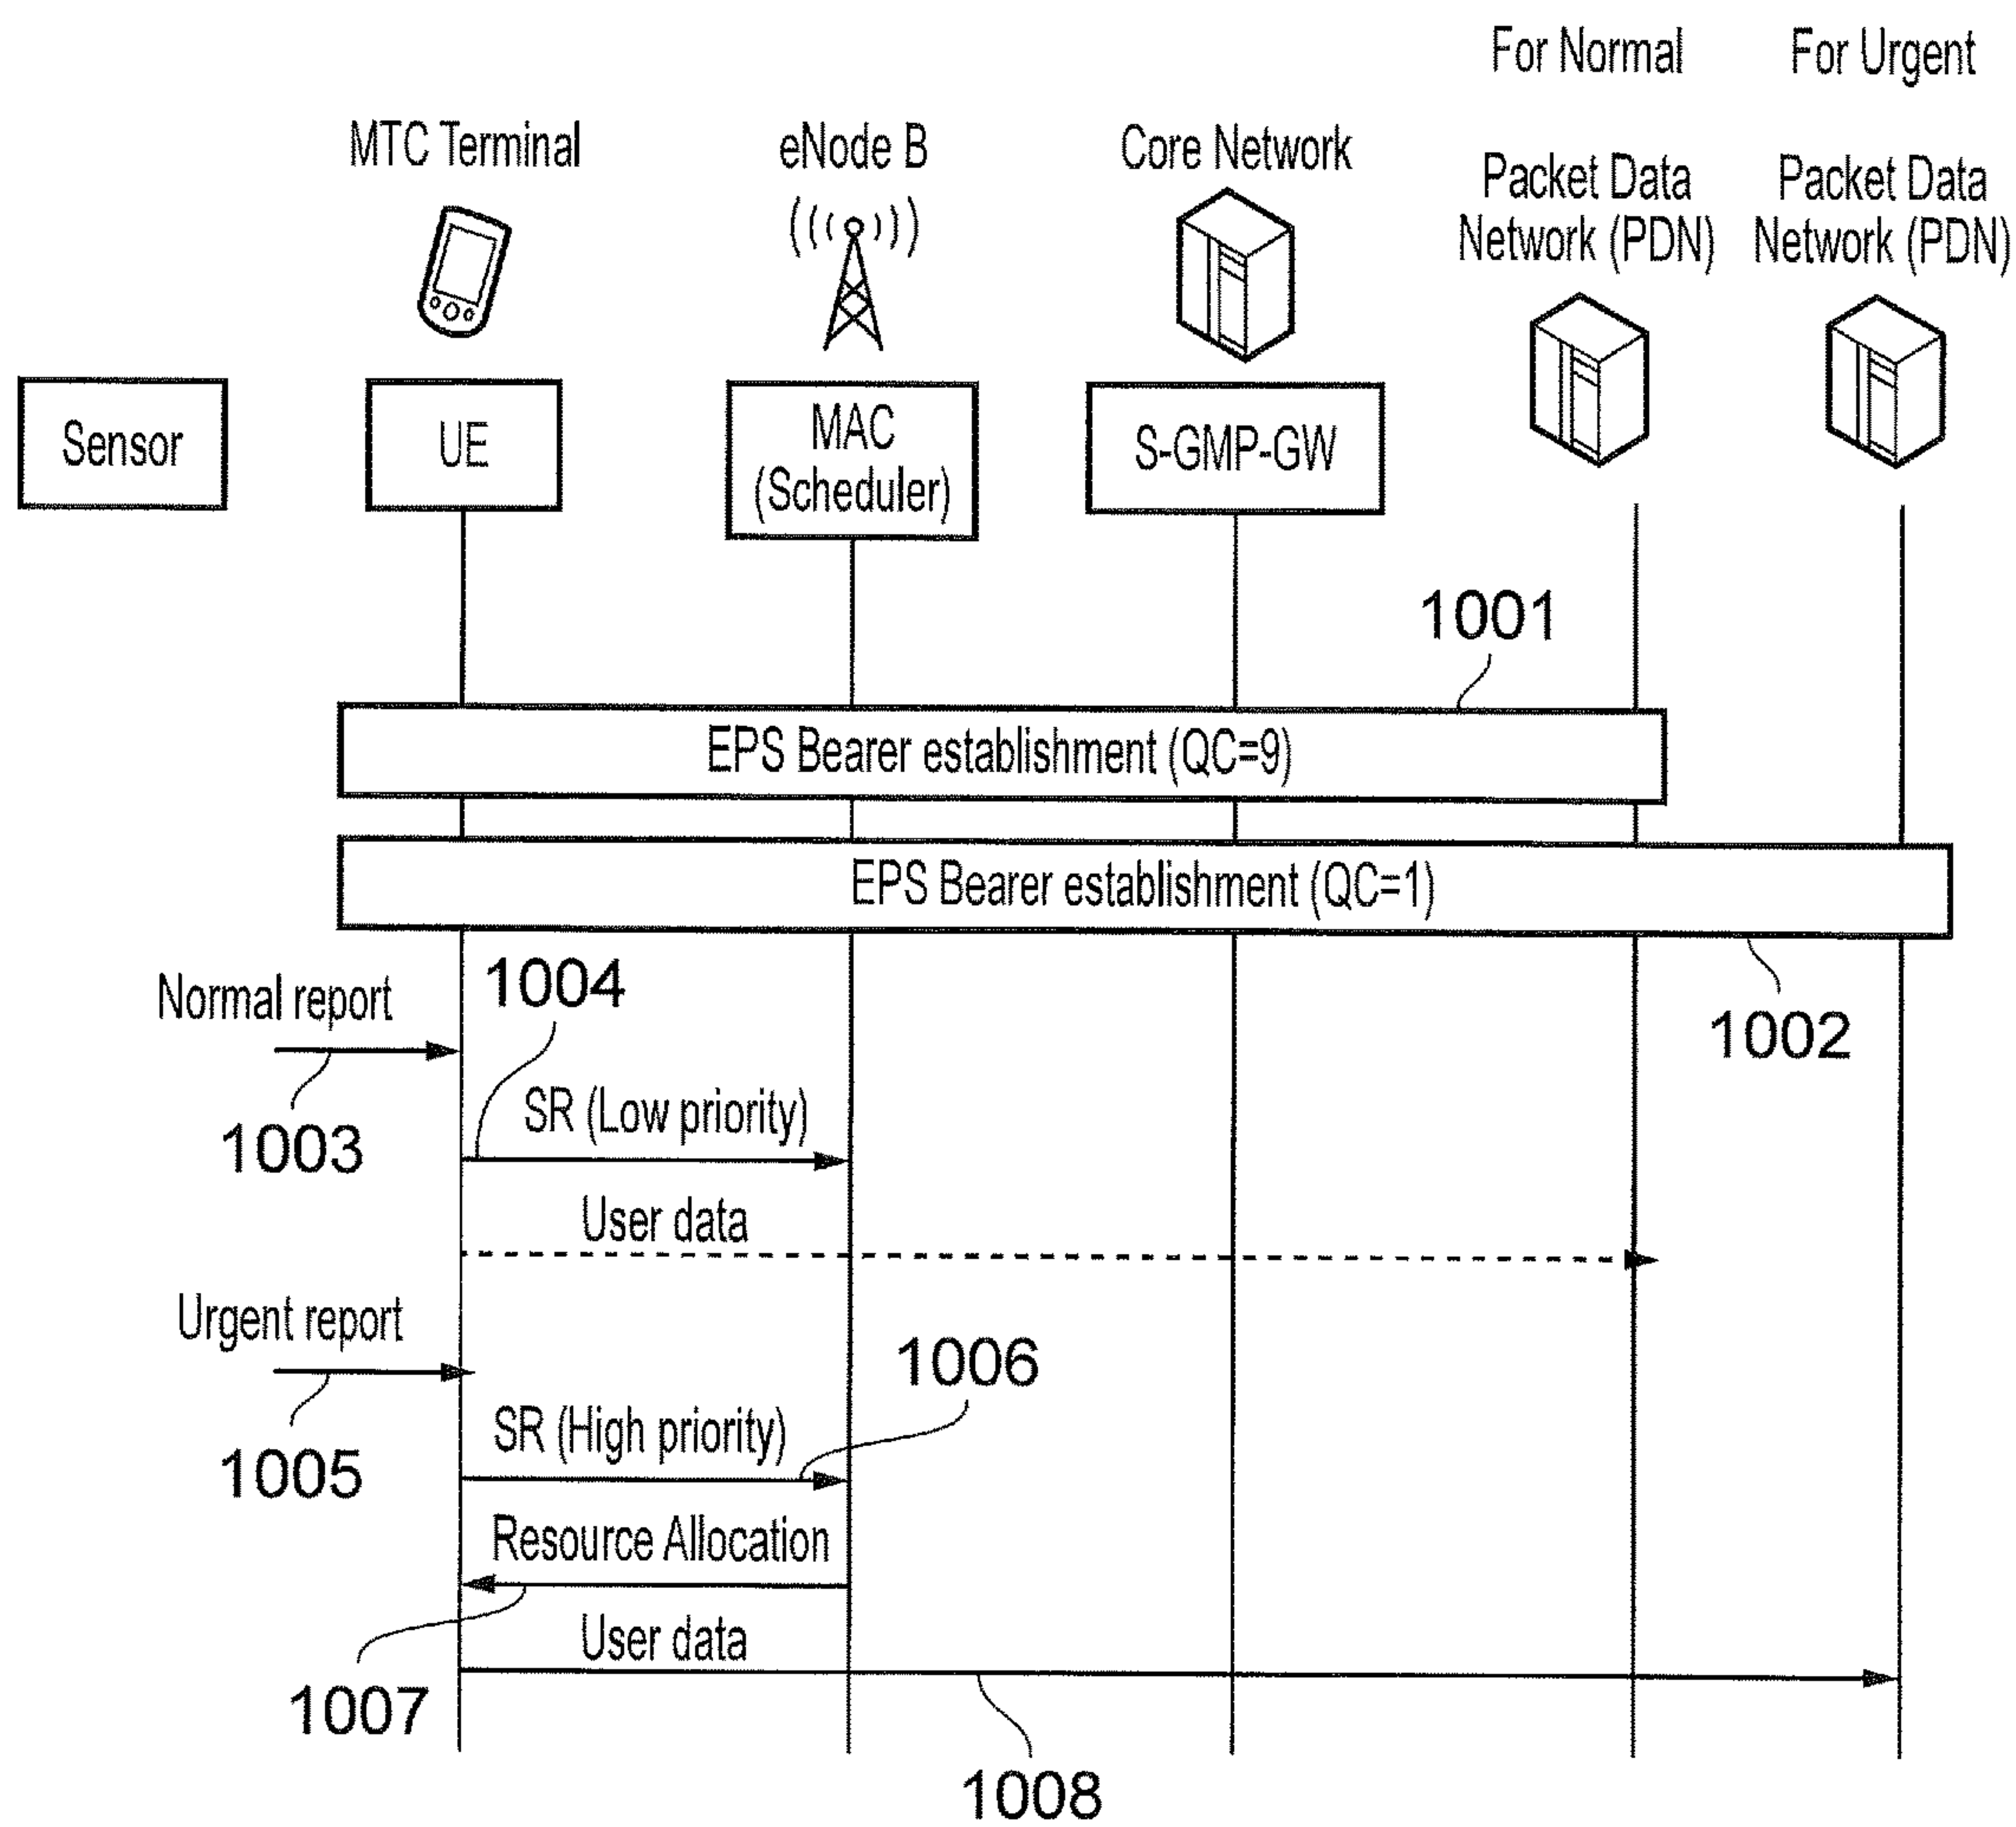 For Normal
For Urgent
MTC Terminal
eNode B
Core Network
Packet Data
Network (PDN)
Packet Data
Network (PDN)
Sensor
UE
MAC
(Scheduler)
S-GMP-GW
1001
EPS Bearer establishment (QC=9)
EPS Bearer establishment (QC=1)
1002
Normal report
1003
1004
SR (Low priority)
User data
Urgent report
1005
1006
SR (High priority)
Resource Allocation
1007
User data
1008